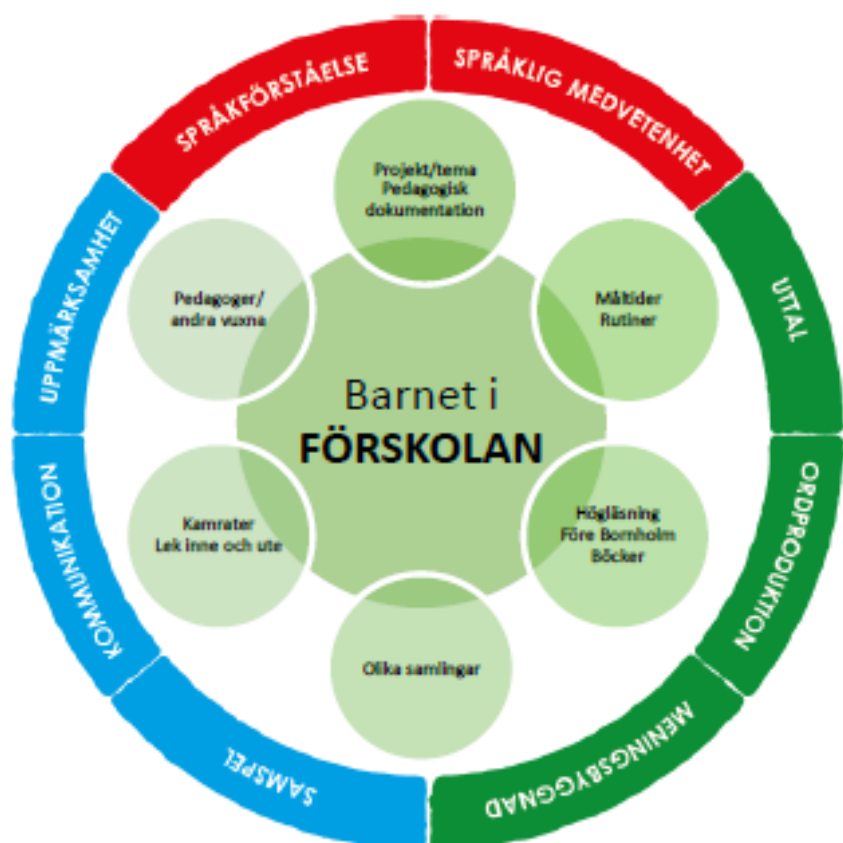 SPRÅKFÖRSTÅELSE
SPRÅKLIG MEDVETENHET
UTTAL
ORDPRODUKTION
MENINGSBYGGNAD
SAMSPEL
KOMMUNIKATION
UPPMÄRKSAMHET
Projekt/tema
Pedagogisk
dokumentation
Måltider
Rutiner
Högläsning
Före Bornholm
Böcker
Olika samlingar
Kamrater
Lek inne och ute
Pedagoger/
andra vuxna
Barnet i
FÖRSKOLAN